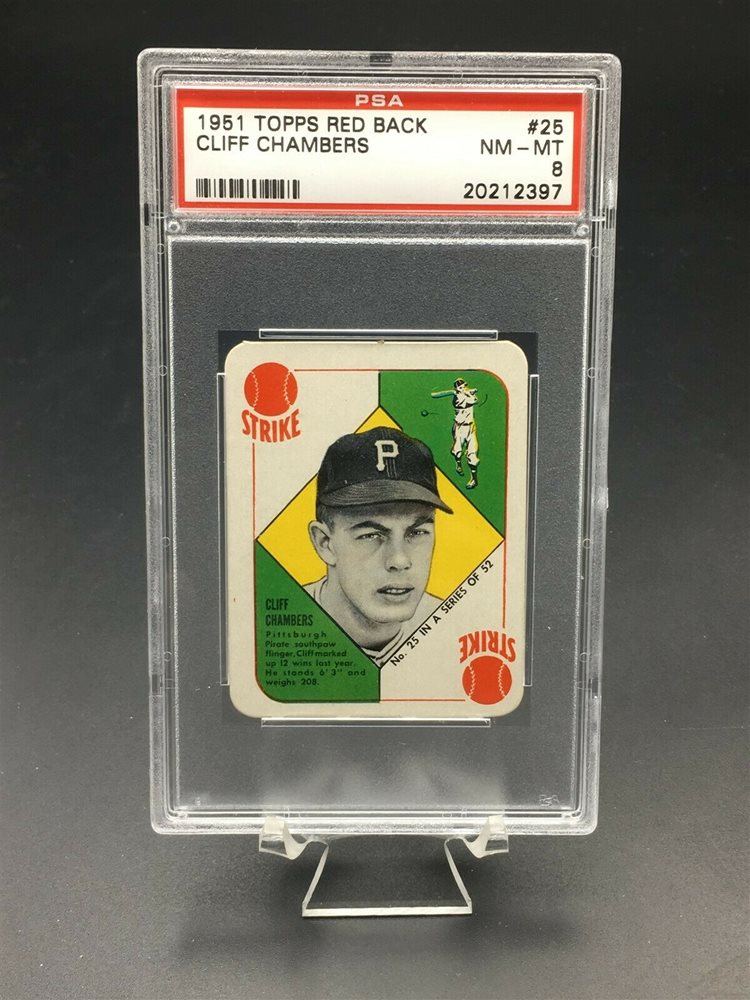 PSA
1951 TOPPS RED BACK #25
CLIFF CHAMBERS NM - MT
8
20212397
STRIKE
P
CLIFF
CHAMBERS
Pittsburgh
Pirate southpaw
flinger, Cliff marked
up 12 wins last year.
He stands 6' 3" and
weighs 208.
No. 25 IN A SERIES OF 52
STRIKE